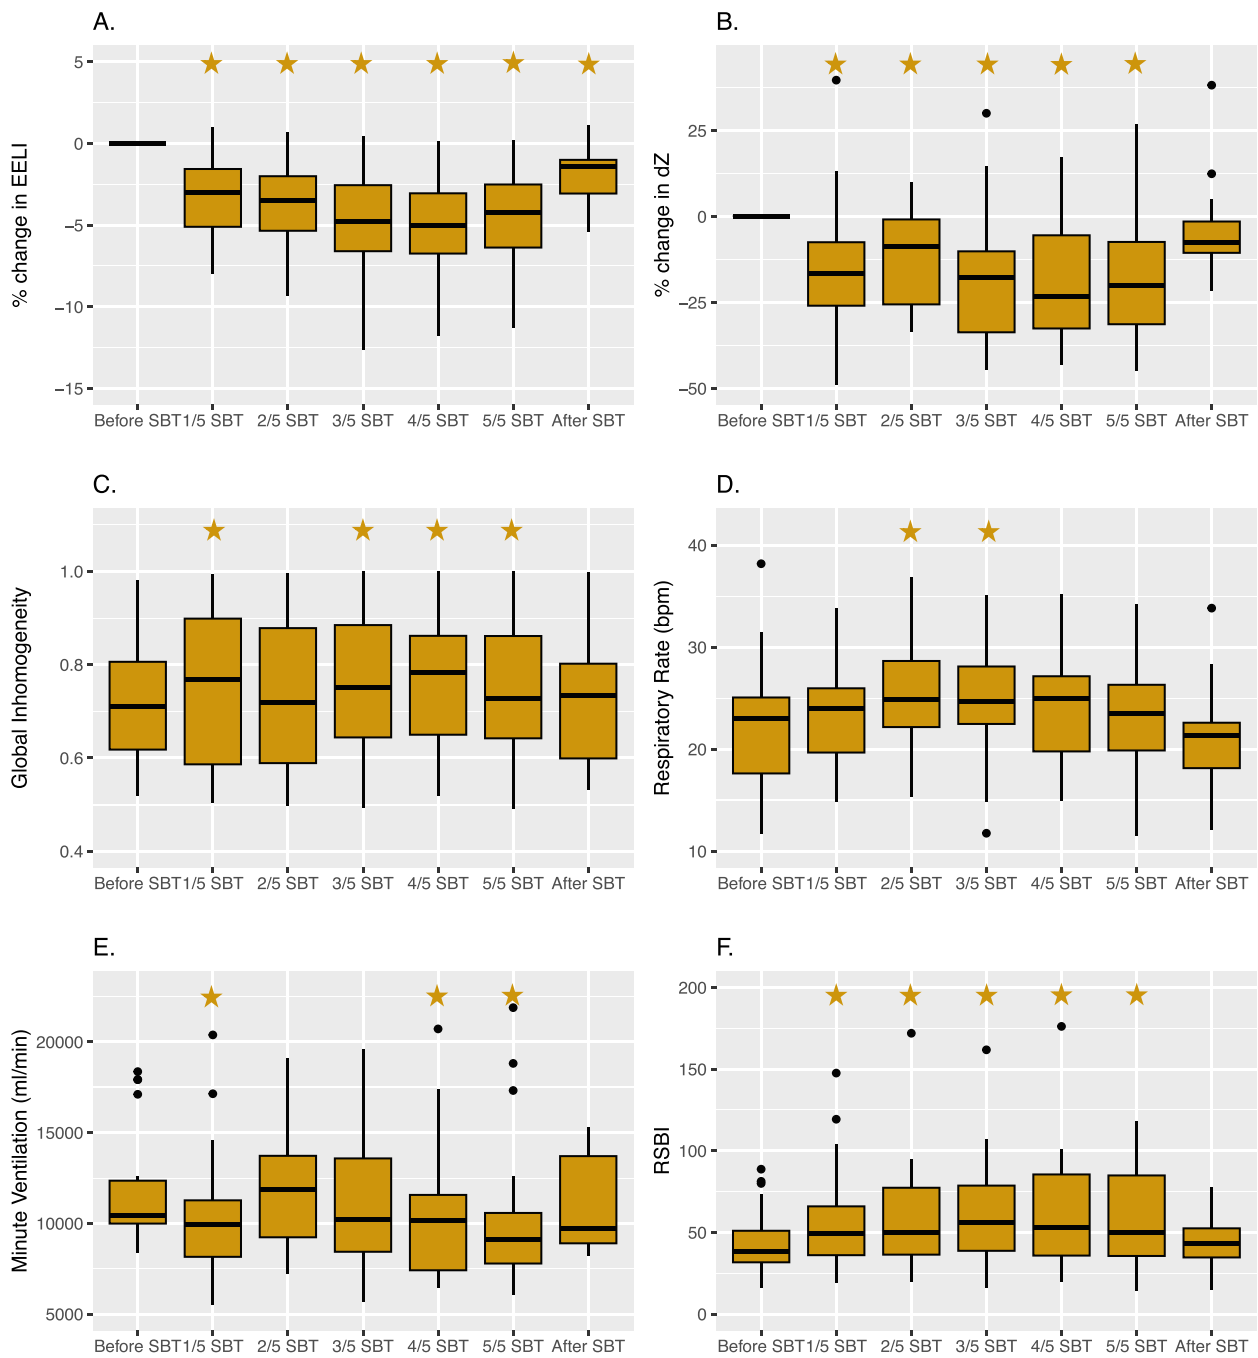 A.
% change in EELI
5
0
−5
−10
−15
Before SBT 1/5 SBT 2/5 SBT 3/5 SBT 4/5 SBT 5/5 SBT After SBT
B.
% change in dZ
25
0
−25
−50
Before SBT 1/5 SBT 2/5 SBT 3/5 SBT 4/5 SBT 5/5 SBT After SBT
C.
Global Inhomogeneity
1.0
0.8
0.6
0.4
Before SBT 1/5 SBT 2/5 SBT 3/5 SBT 4/5 SBT 5/5 SBT After SBT
D.
Respiratory Rate (bpm)
40
30
20
10
Before SBT 1/5 SBT 2/5 SBT 3/5 SBT 4/5 SBT 5/5 SBT After SBT
E.
Minute Ventilation (ml/min)
20000
15000
10000
5000
Before SBT 1/5 SBT 2/5 SBT 3/5 SBT 4/5 SBT 5/5 SBT After SBT
F.
RSBI
200
150
100
50
0
Before SBT 1/5 SBT 2/5 SBT 3/5 SBT 4/5 SBT 5/5 SBT After SBT